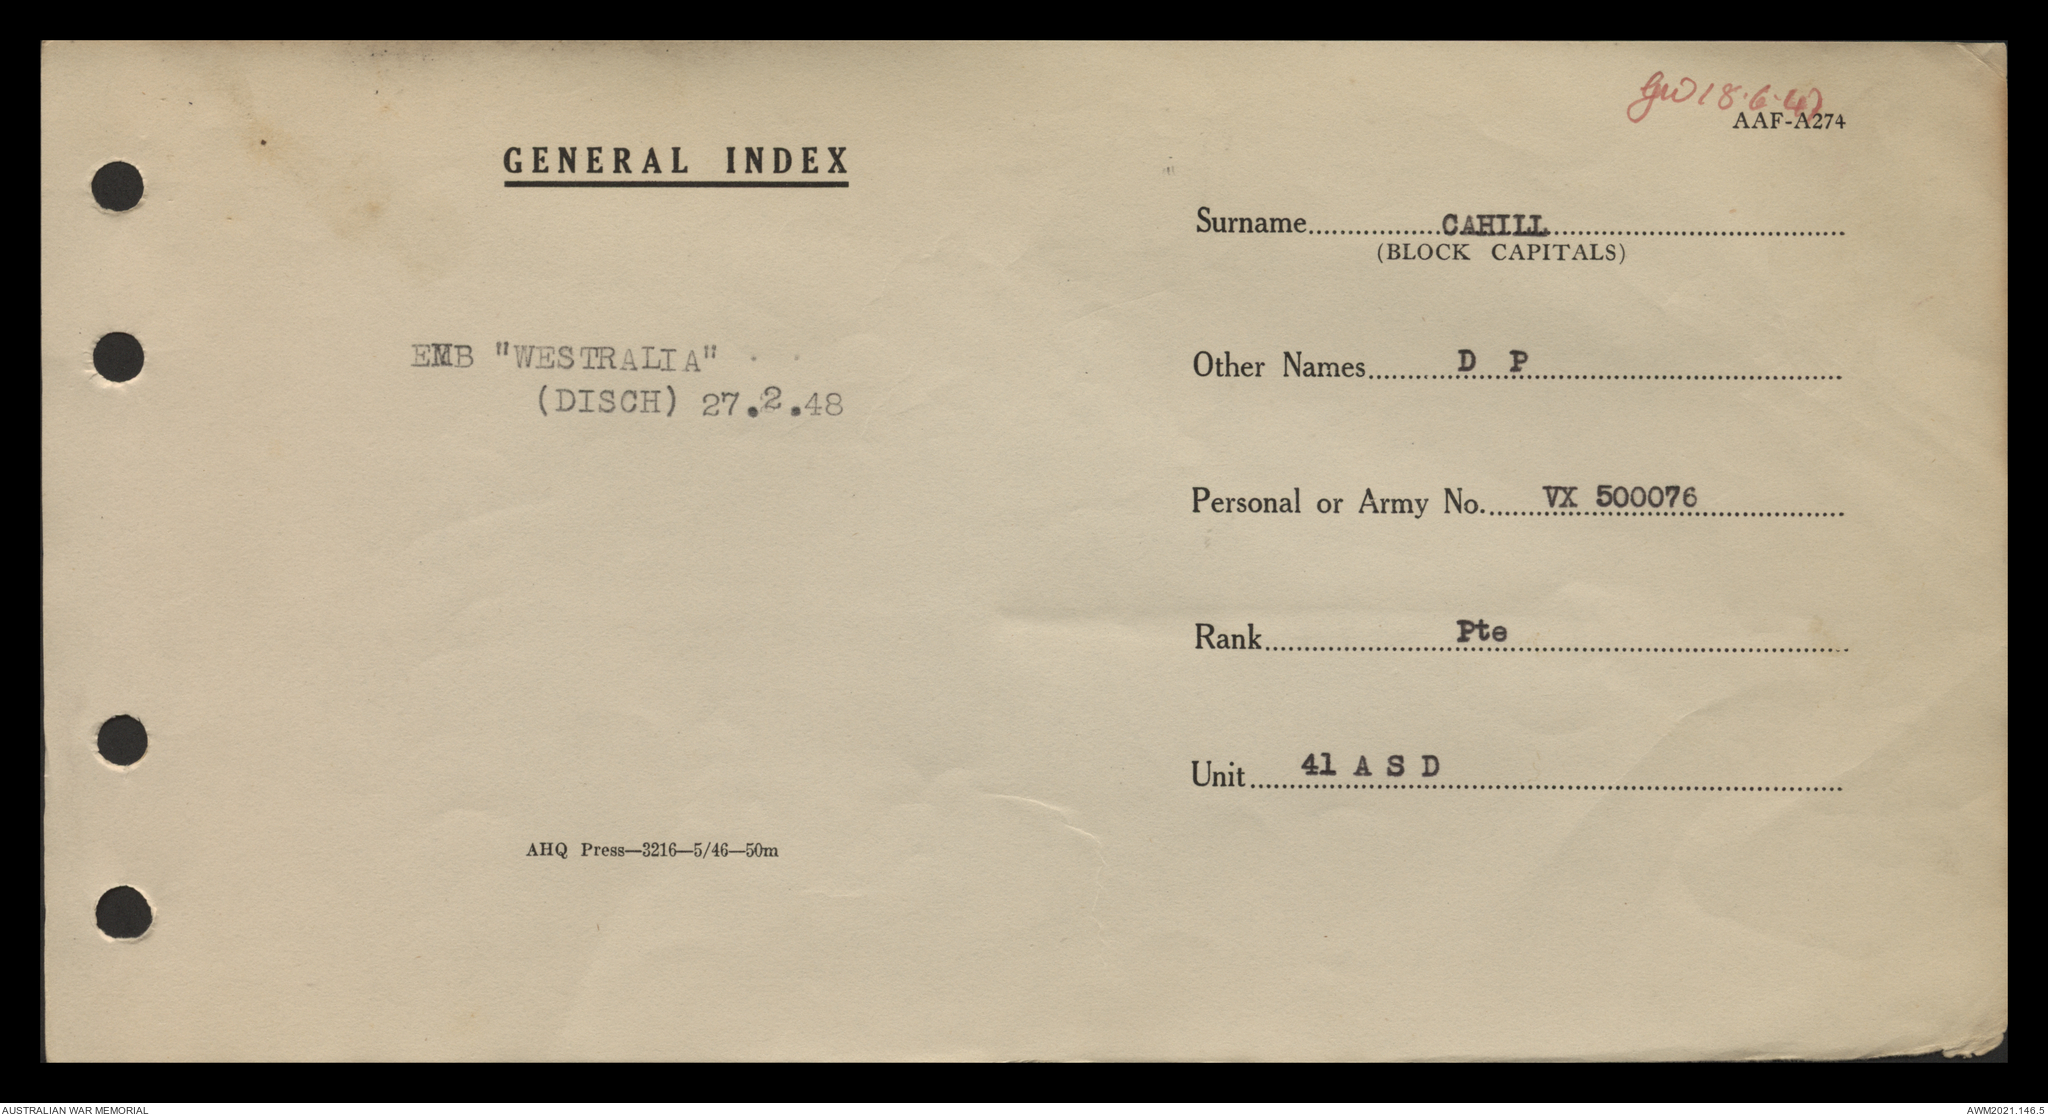 GENERAL INDEX
EMB "WESTRALIA"
(DISCH) 27.2.48
AHQ Press—3216—5/46—50m
18.6.47
AAF-A274
Surname CAHILL
(BLOCK CAPITALS)
Other Names D P
Personal or Army No. VX 500076
Rank Pte
Unit 41 A S D
AUSTRALIAN WAR MEMORIAL
AWM2021.146.5